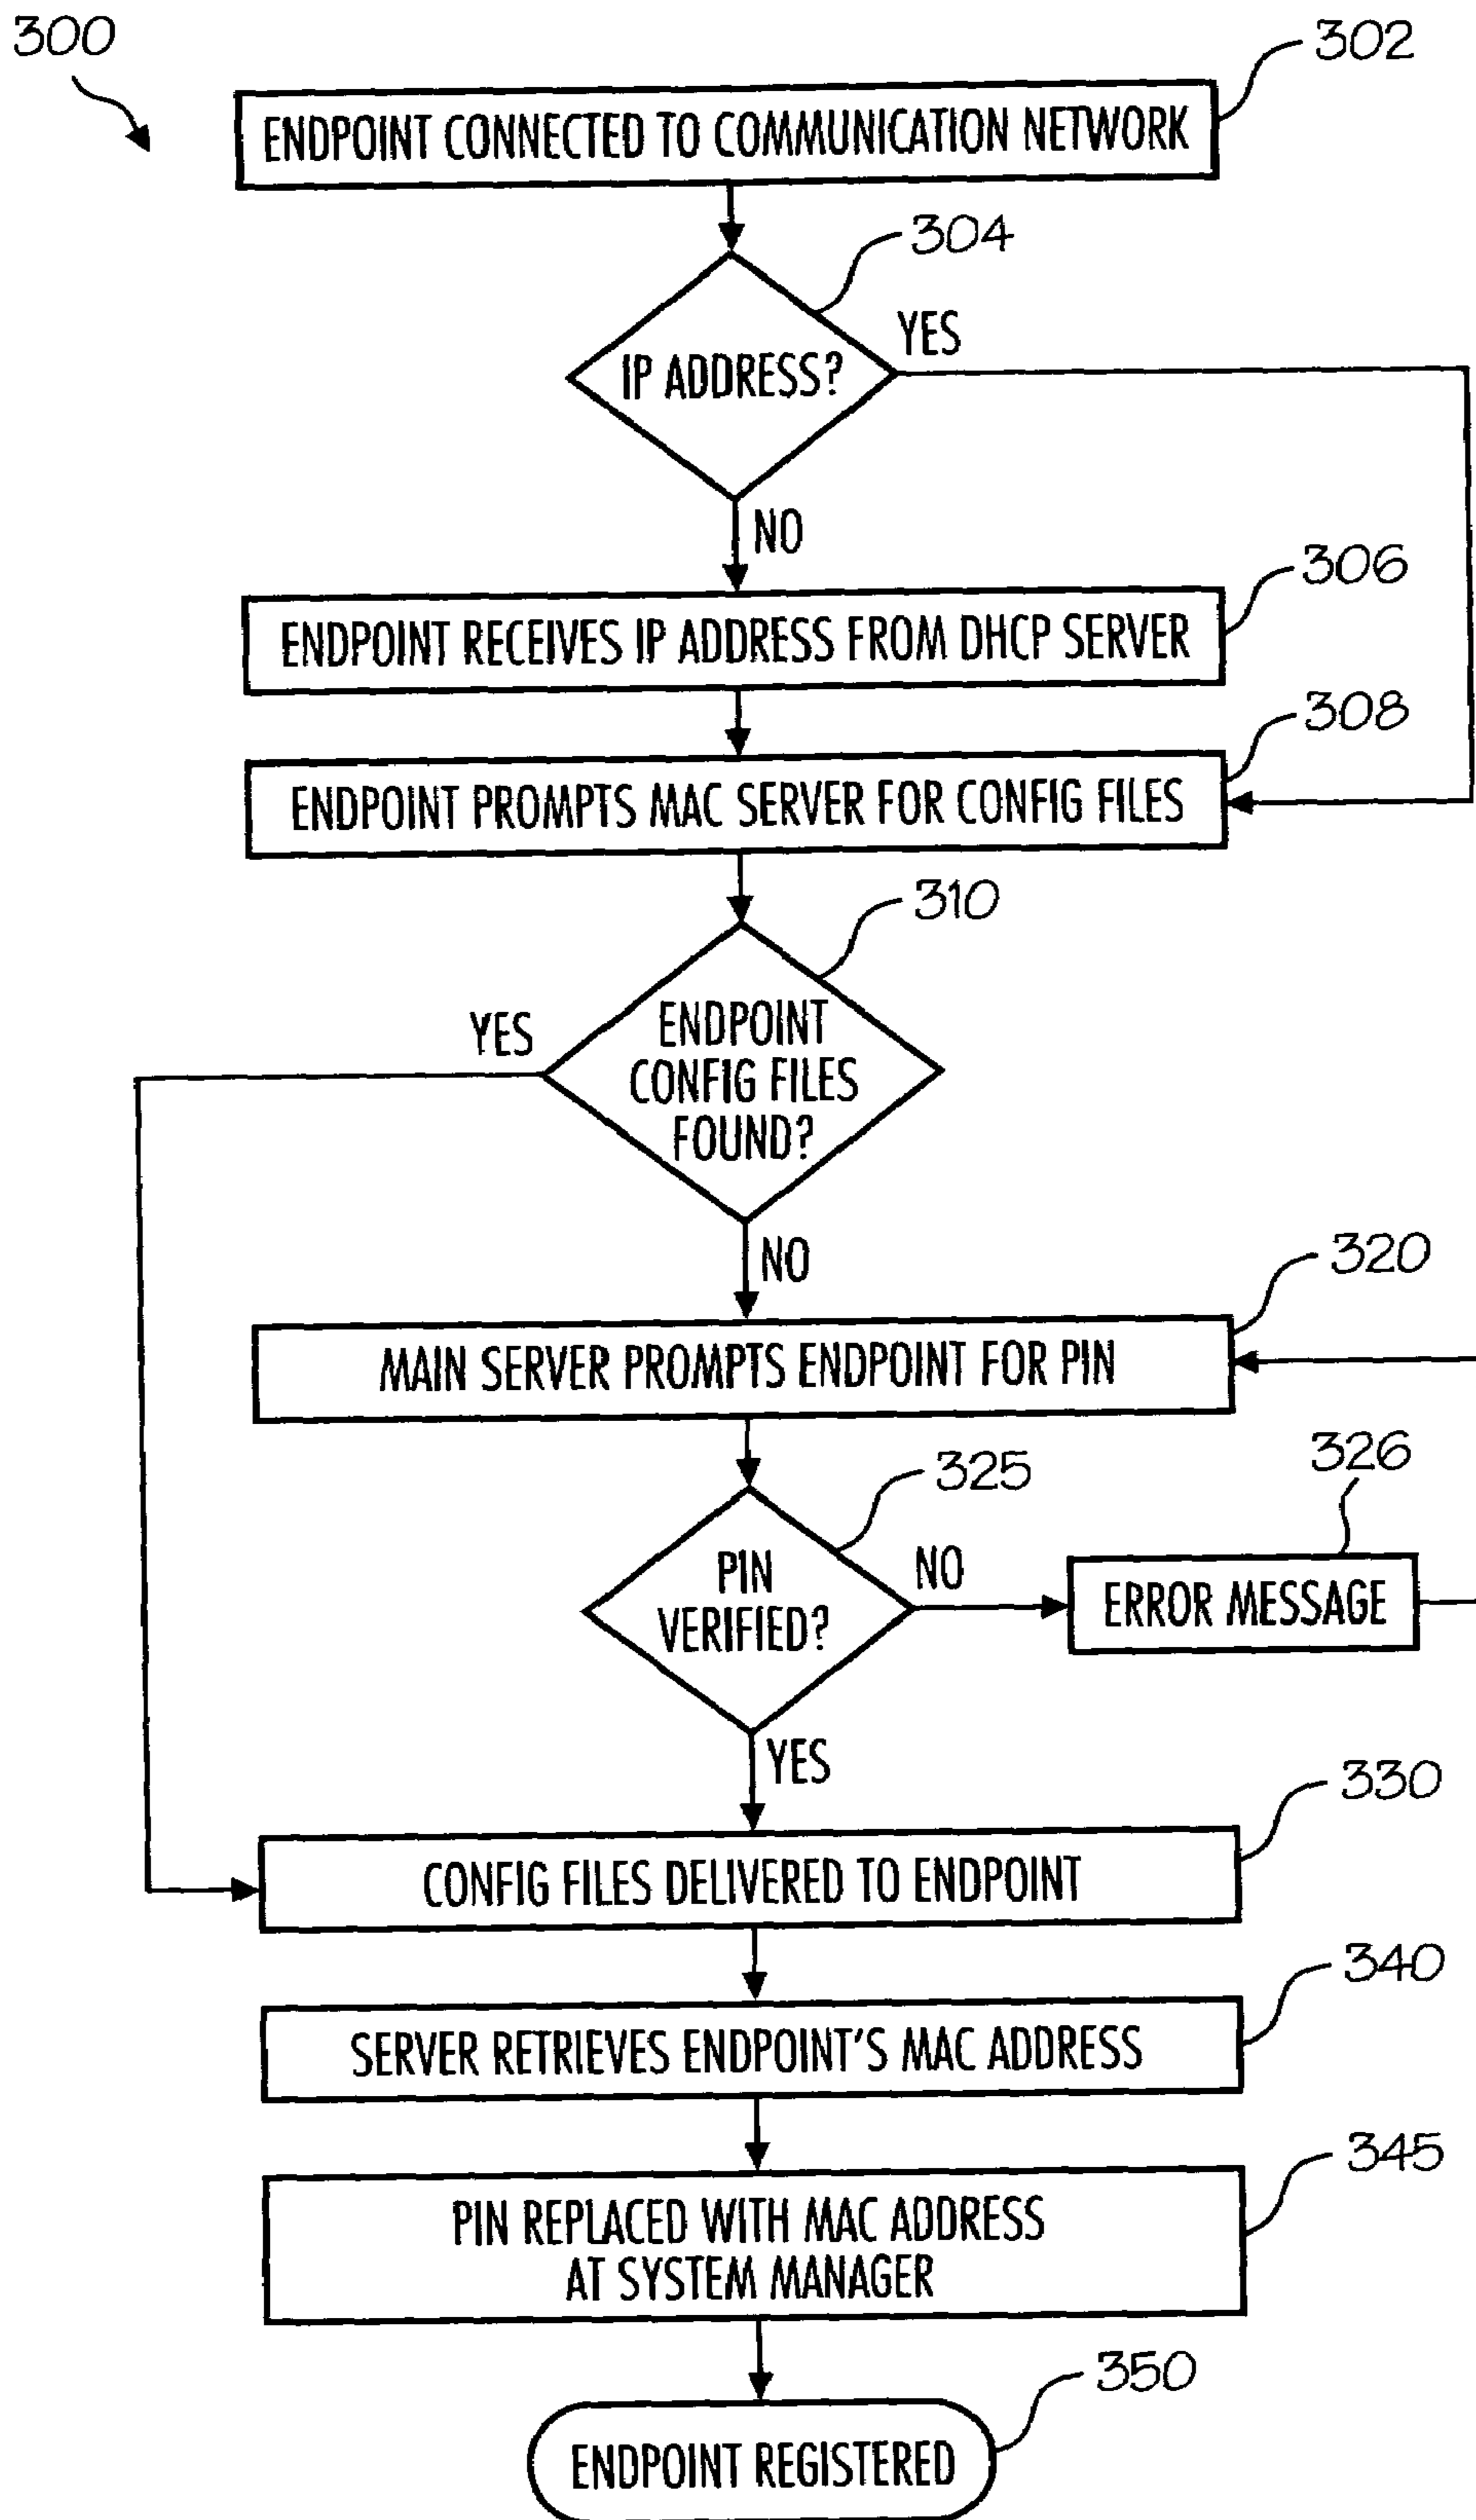 300
302
ENDPOINT CONNECTED TO COMMUNICATION NETWORK
304
IP ADDRESS?
YES
NO
306
ENDPOINT RECEIVES IP ADDRESS FROM DHCP SERVER
308
ENDPOINT PROMPTS MAC SERVER FOR CONFIG FILES
310
YES
ENDPOINT
CONFIG FILES
FOUND?
NO
320
MAIN SERVER PROMPTS ENDPOINT FOR PIN
325
326
PIN
VERIFIED?
NO
ERROR MESSAGE
YES
330
CONFIG FILES DELIVERED TO ENDPOINT
340
SERVER RETRIEVES ENDPOINT'S MAC ADDRESS
345
PIN REPLACED WITH MAC ADDRESS
AT SYSTEM MANAGER
350
ENDPOINT REGISTERED